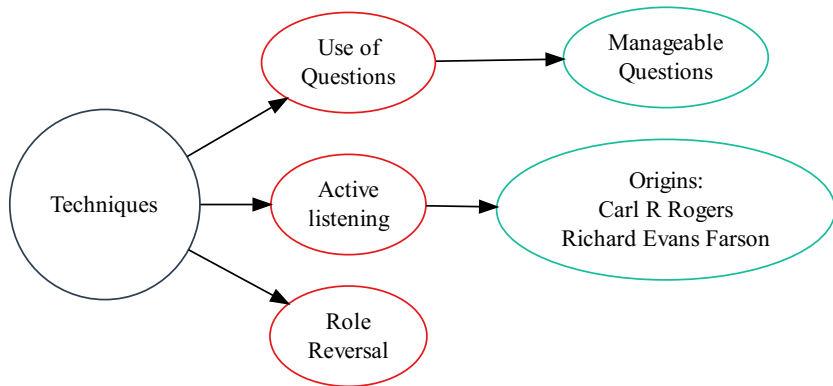 Techniques
Use of
Questions
Manageable
Questions
Active
listening
Origins:
Carl R Rogers
Richard Evans Farson
Role
Reversal